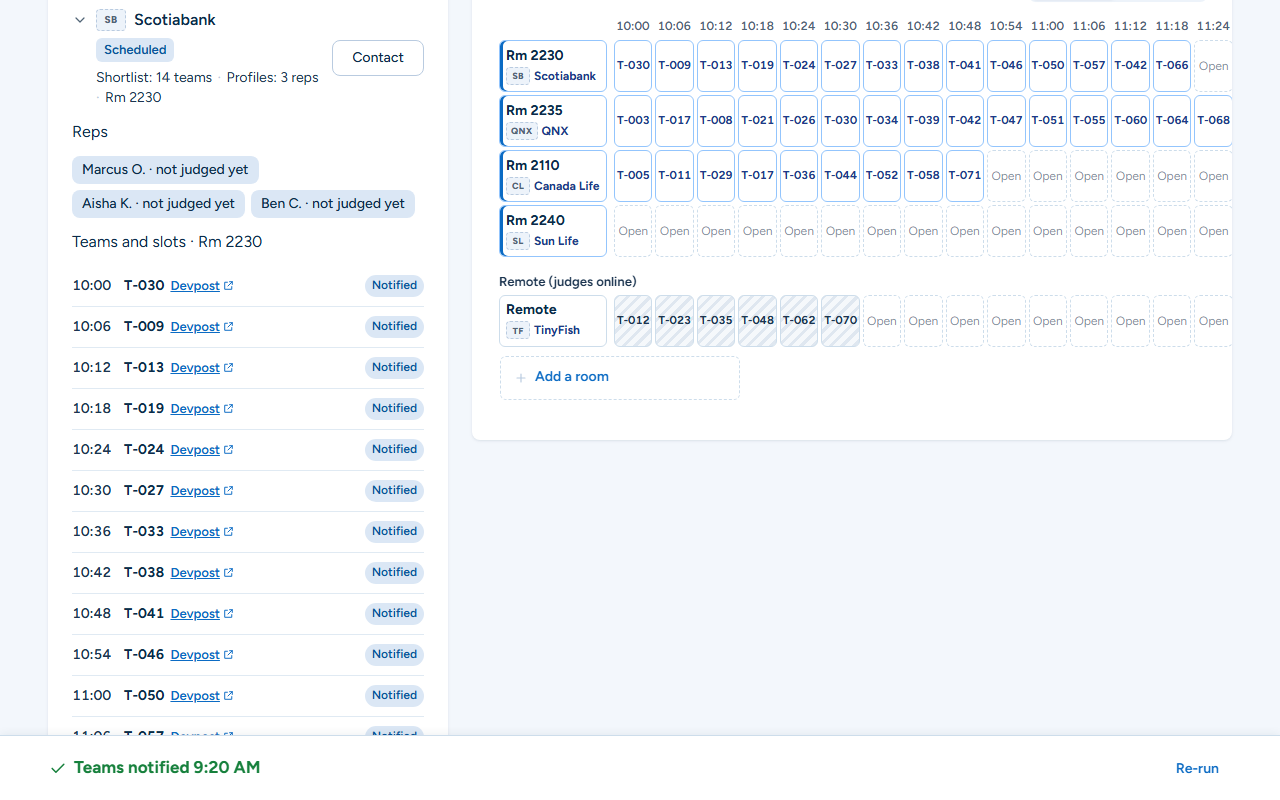 SB Scotiabank
Scheduled
Contact
Shortlist: 14 teams · Profiles: 3 reps
· Rm 2230
Reps
Marcus O. · not judged yet
Aisha K. · not judged yet Ben C. · not judged yet
Teams and slots · Rm 2230
10:00 T-030 Devpost Notified
10:06 T-009 Devpost Notified
10:12 T-013 Devpost Notified
10:18 T-019 Devpost Notified
10:24 T-024 Devpost Notified
10:30 T-027 Devpost Notified
10:36 T-033 Devpost Notified
10:42 T-038 Devpost Notified
10:48 T-041 Devpost Notified
10:54 T-046 Devpost Notified
11:00 T-050 Devpost Notified
11:06 T-057 Devpost Notified
10:00 10:06 10:12 10:18 10:24 10:30 10:36 10:42 10:48 10:54 11:00 11:06 11:12 11:18 11:24
Rm 2230
SB Scotiabank
T-030 T-009 T-013 T-019 T-024 T-027 T-033 T-038 T-041 T-046 T-050 T-057 T-042 T-066 Open
Rm 2235
QNX QNX
T-003 T-017 T-008 T-021 T-026 T-030 T-034 T-039 T-042 T-047 T-051 T-055 T-060 T-064 T-068
Rm 2110
CL Canada Life
T-005 T-011 T-029 T-017 T-036 T-044 T-052 T-058 T-071 Open Open Open Open Open Open
Rm 2240
SL Sun Life
Open Open Open Open Open Open Open Open Open Open Open Open Open Open Open
Remote (judges online)
Remote
TF TinyFish
T-012 T-023 T-035 T-048 T-062 T-070 Open Open Open Open Open Open Open Open Open
+ Add a room
Teams notified 9:20 AM
Re-run